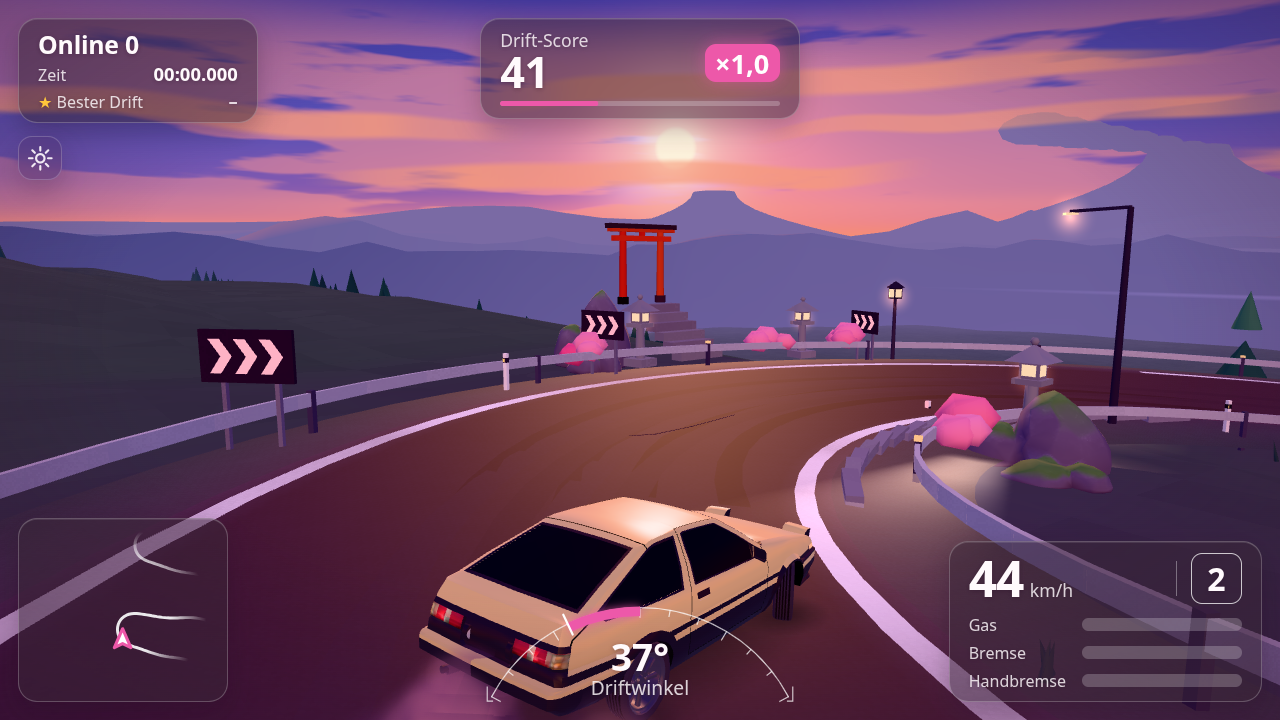 Online 0
Zeit 00:00.000
★ Bester Drift –
Drift-Score
41
×1,0
37°
Driftwinkel
44 km/h
2
Gas
Bremse
Handbremse